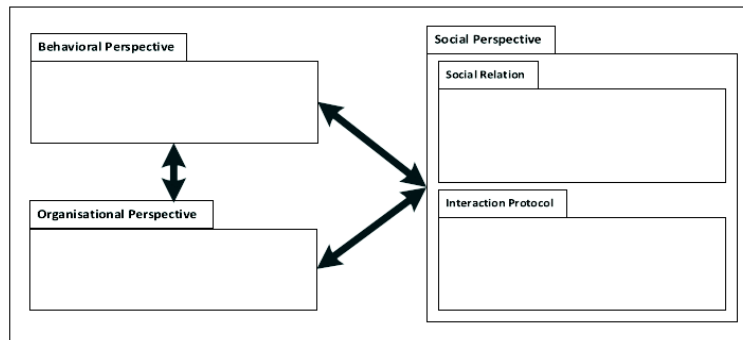 Behavioral Perspective
Organisational Perspective
Social Perspective
Social Relation
Interaction Protocol